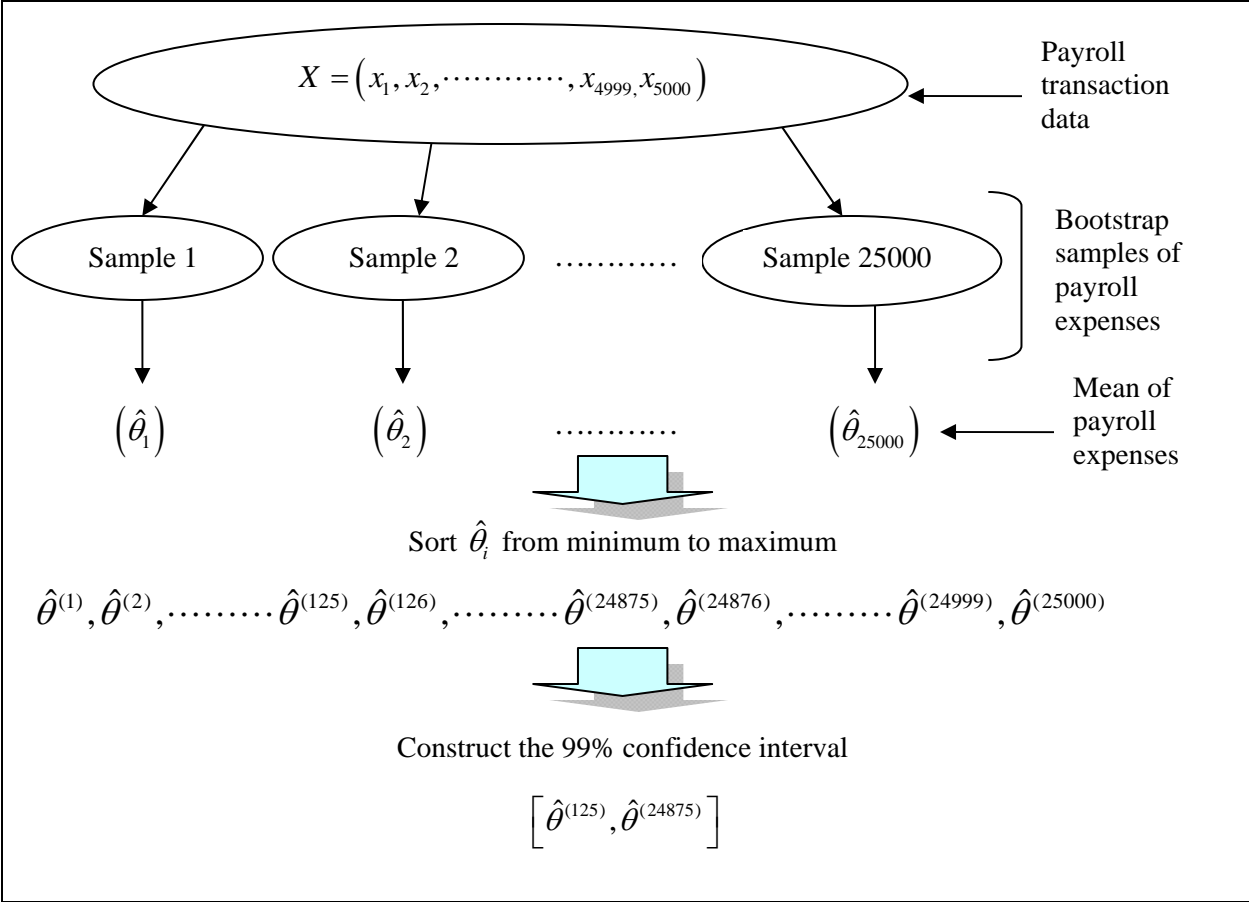 X = (x₁, x₂, ············, x₄₉₉₉, x₅₀₀₀)
Payroll
transaction
data
Sample 1
Sample 2
............
Sample 25000
Bootstrap
samples of
payroll
expenses
(θ̂₁)
(θ̂₂)
............
(θ̂₂₅₀₀₀)
Mean of
payroll
expenses
Sort θ̂ᵢ from minimum to maximum
θ̂⁽¹⁾, θ̂⁽²⁾, ·········θ̂⁽¹²⁵⁾, θ̂⁽¹²⁶⁾, ·········θ̂⁽²⁴⁸⁷⁵⁾, θ̂⁽²⁴⁸⁷⁶⁾, ·········θ̂⁽²⁴⁹⁹⁹⁾, θ̂⁽²⁵⁰⁰⁰⁾
Construct the 99% confidence interval
[θ̂⁽¹²⁵⁾, θ̂⁽²⁴⁸⁷⁵⁾]